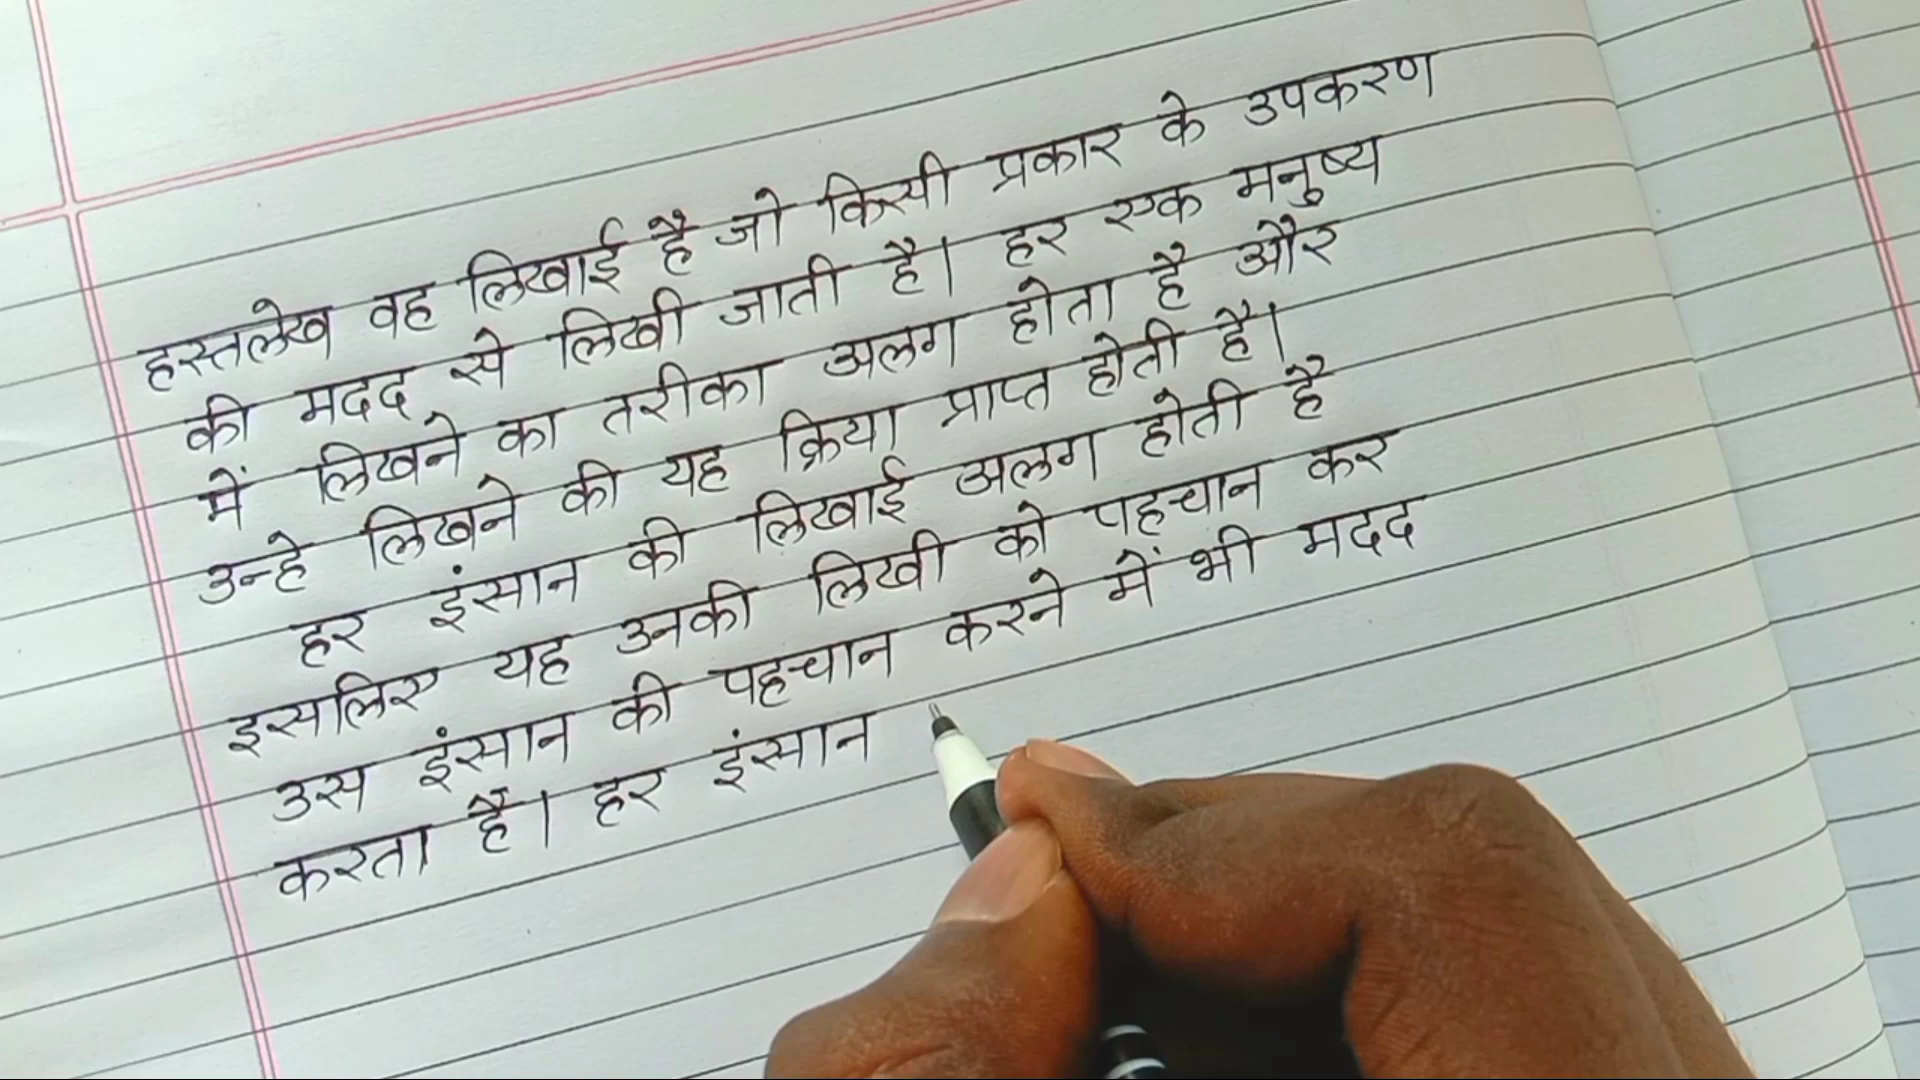 हस्तलेख वह लिखाई है जो किसी प्रकार के उपकरण
की मदद से लिखी जाती है। हर एक मनुष्य
में लिखने का तरीका अलग होता है और
उन्हे लिखने की यह क्रिया प्राप्त होती है।
हर इंसान की लिखाई अलग होती है
इसलिए यह उनकी लिखी को पहचान कर
उस इंसान की पहचान करने में भी मदद
करता है। हर इंसान